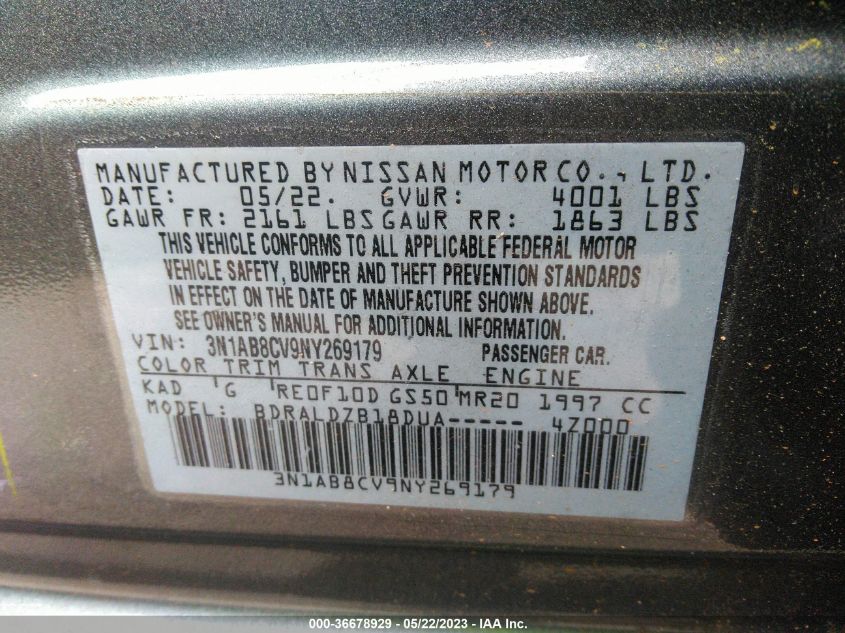 MANUFACTURED BY NISSAN MOTOR CO., LTD.
DATE: 05/22. GVWR: 4001 LBS
GAWR FR: 2161 LBS GAWR RR: 1863 LBS
THIS VEHICLE CONFORMS TO ALL APPLICABLE FEDERAL MOTOR
VEHICLE SAFETY, BUMPER AND THEFT PREVENTION STANDARDS
IN EFFECT ON THE DATE OF MANUFACTURE SHOWN ABOVE.
SEE OWNER'S MANUAL FOR ADDITIONAL INFORMATION.
VIN: 3N1AB8CV9NY269179 PASSENGER CAR.
COLOR TRIM TRANS AXLE ENGINE
KAD G RE0F10D GS50 MR20 1997 CC
MODEL: BDRALDZB18DUA----- 4Z000
3N1AB8CV9NY269179
000-36678929 - 05/22/2023 - IAA Inc.